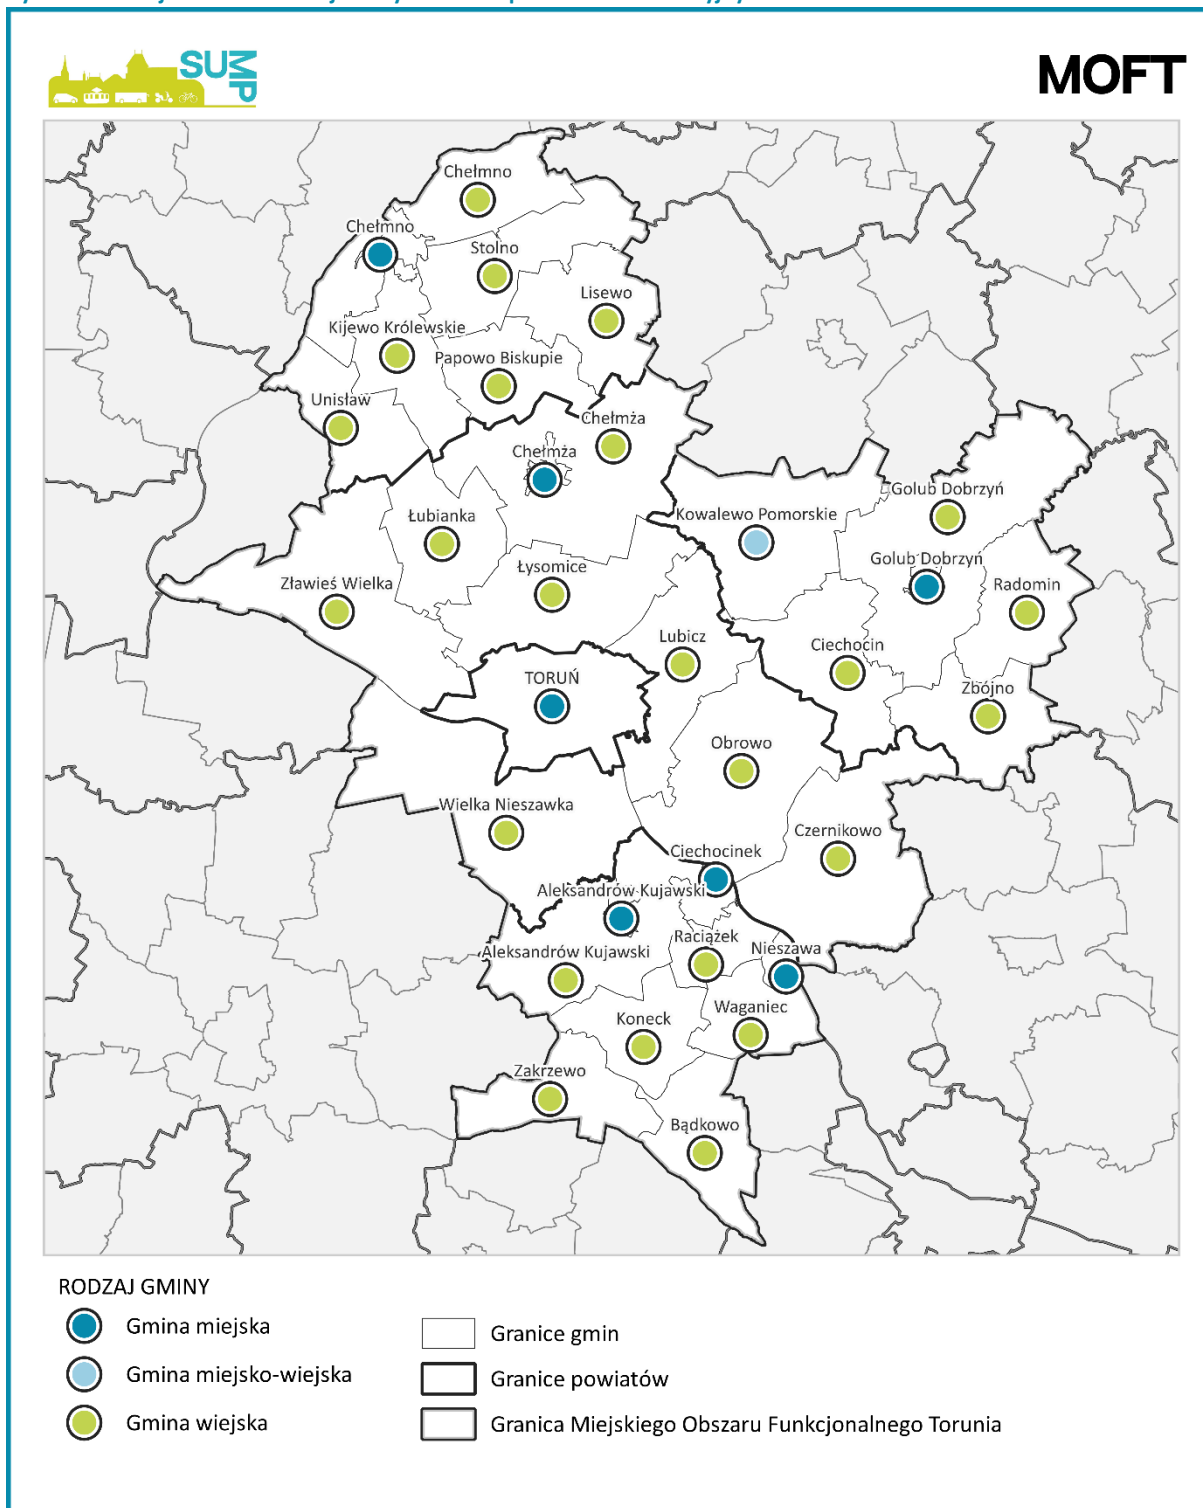 SUMP
MOFT
Chełmno
Chełmno
Stolno
Lisewo
Kijewo Królewskie
Papowo Biskupie
Unisław
Chełmża
Chełmża
Golub Dobrzyń
Łubianka
Kowalewo Pomorskie
Golub Dobrzyń
Łysomice
Zławieś Wielka
Radomin
Lubicz
Ciechocin
TORUŃ
Zbójno
Obrowo
Wielka Nieszawka
Czernikowo
Ciechocinek
Aleksandrów Kujawski
Raciążek
Nieszawa
Aleksandrów Kujawski
Waganiec
Koneck
Zakrzewo
Bądkowo
RODZAJ GMINY
Gmina miejska
Gmina miejsko-wiejska
Gmina wiejska
Granice gmin
Granice powiatów
Granica Miejskiego Obszaru Funkcjonalnego Torunia